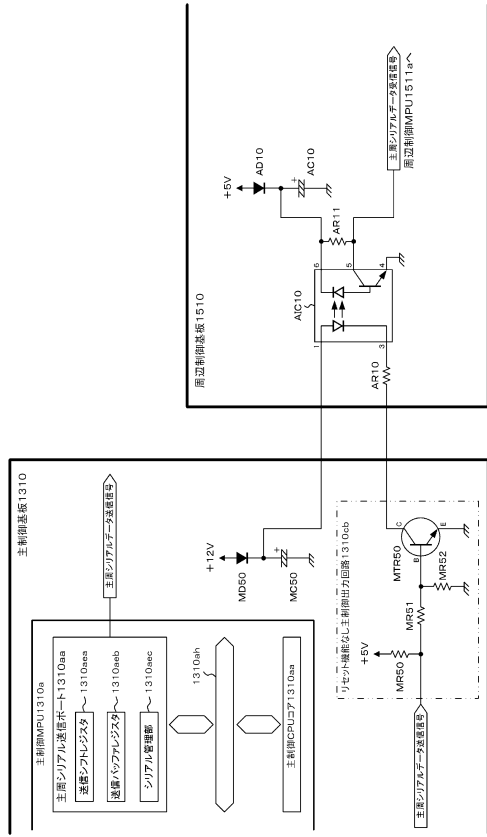 主制御基板1310
主制御MPU1310a
主周シリアル送信ポート1310aa
送信シフトレジスタ
1310aea
送信バッファレジスタ
1310aeb
シリアル管理部
1310aec
1310ah
主制御CPUコア1310aa
主周シリアルデータ送信信号
+12V
MD50
MC50
リセット機能なし主制御出力回路1310cb
主周シリアルデータ送信信号
+5V
MR50
MR51
MR52
MTR50
B
C
E
周辺制御基板1510
AIC10
1
3
4
5
6
AR10
AR11
+5V
AD10
AC10
主周シリアルデータ受信信号
周辺制御MPU1511aへ